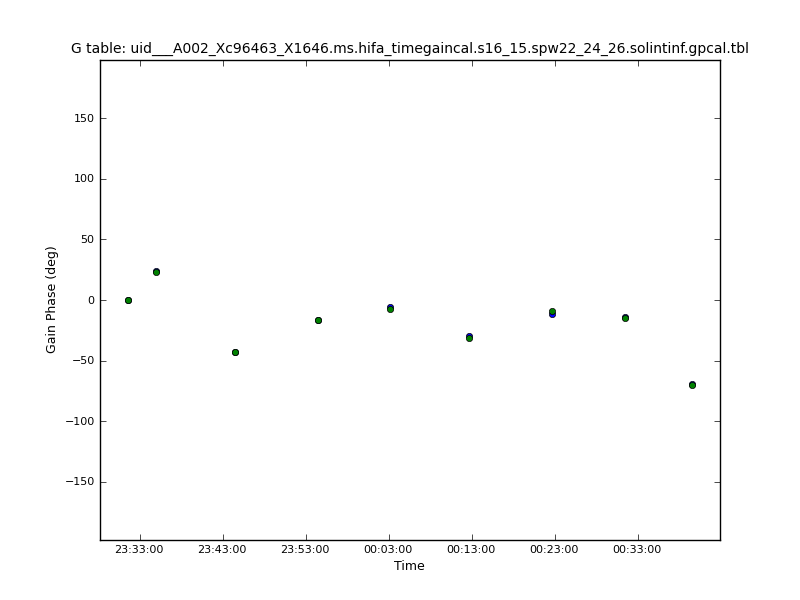 G table: uid___A002_Xc96463_X1646.ms.hifa_timegaincal.s16_15.spw22_24_26.solintinf.gpcal.tbl
150
100
50
0
−50
−100
−150
Gain Phase (deg)
23:33:00 23:43:00 23:53:00 00:03:00 00:13:00 00:23:00 00:33:00
Time